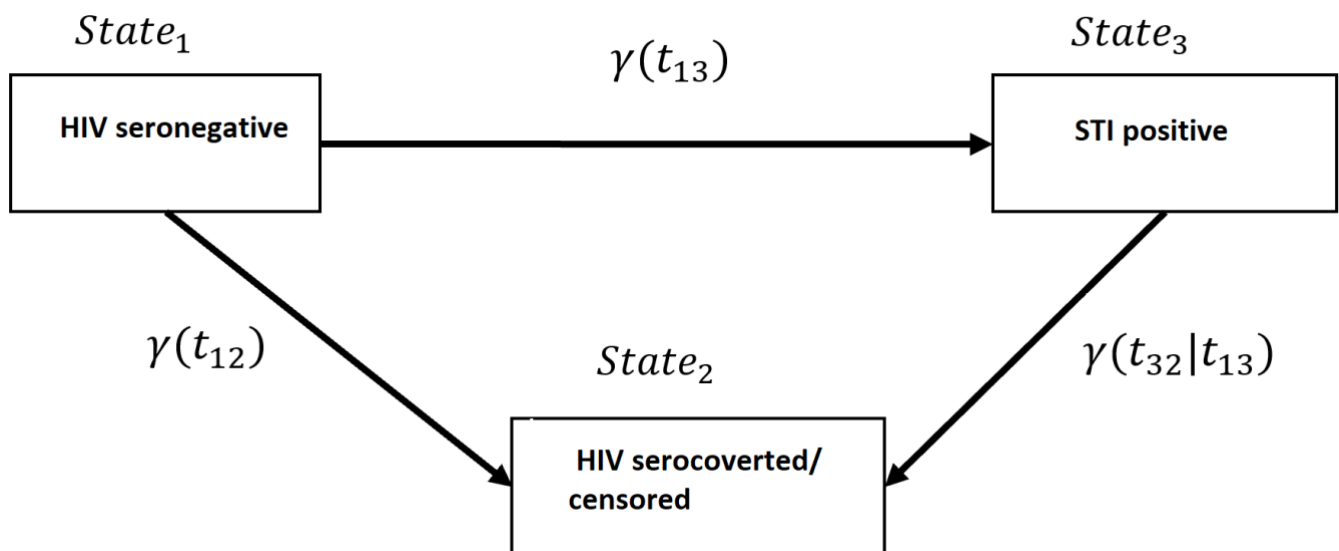 State₁
State₃
γ(t₁₃)
HIV seronegative
STI positive
γ(t₁₂)
γ(t₃₂|t₁₃)
State₂
HIV serocoverted/
censored